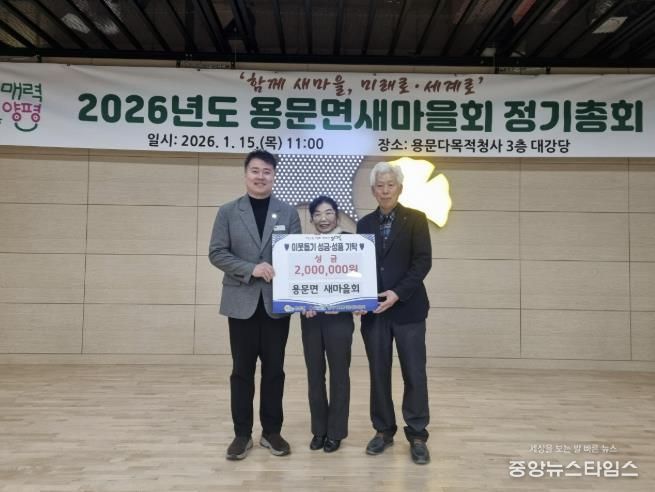 매력
양평
‘함께 새마을, 미래로·세계로’
2026년도 용문면새마을회 정기총회
일시: 2026. 1. 15.(목) 11:00
장소: 용문다목적청사 3층 대강당
이웃돕기 성금·성품 기탁
성 금
2,000,000원
용문면 새마을회
세상을 보는 발 빠른 뉴스
중앙뉴스타임스